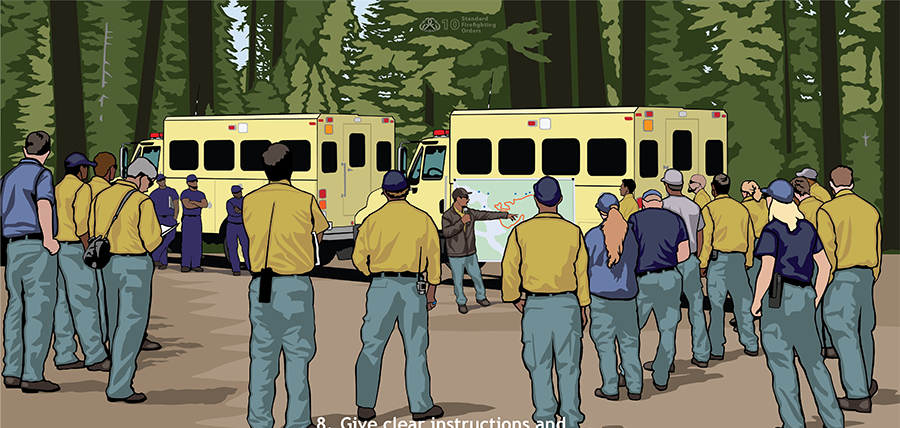 10 Standard
Firefighting
Orders
8. Give clear instructions and